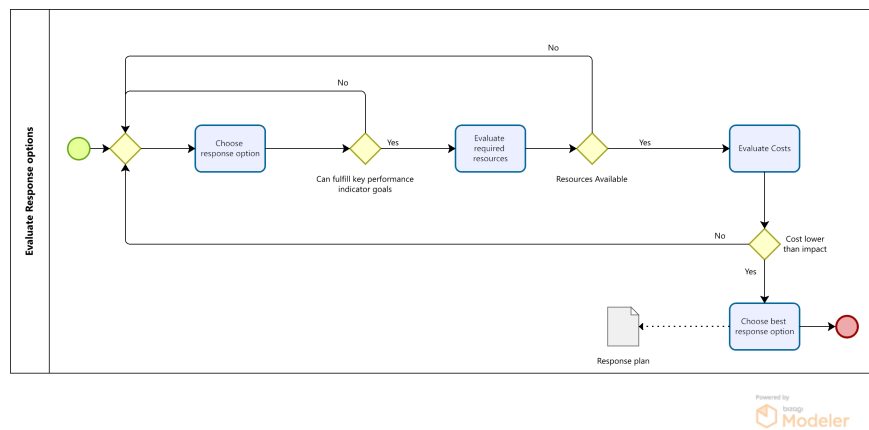 Evaluate Response options
No
No
Choose
response option
Yes
Evaluate
required
resources
Yes
Evaluate Costs
Can fulfill key performance
indicator goals
Resources Available
No
Cost lower
than impact
Yes
Choose best
response option
Response plan
Powered by
bizagi
Modeler